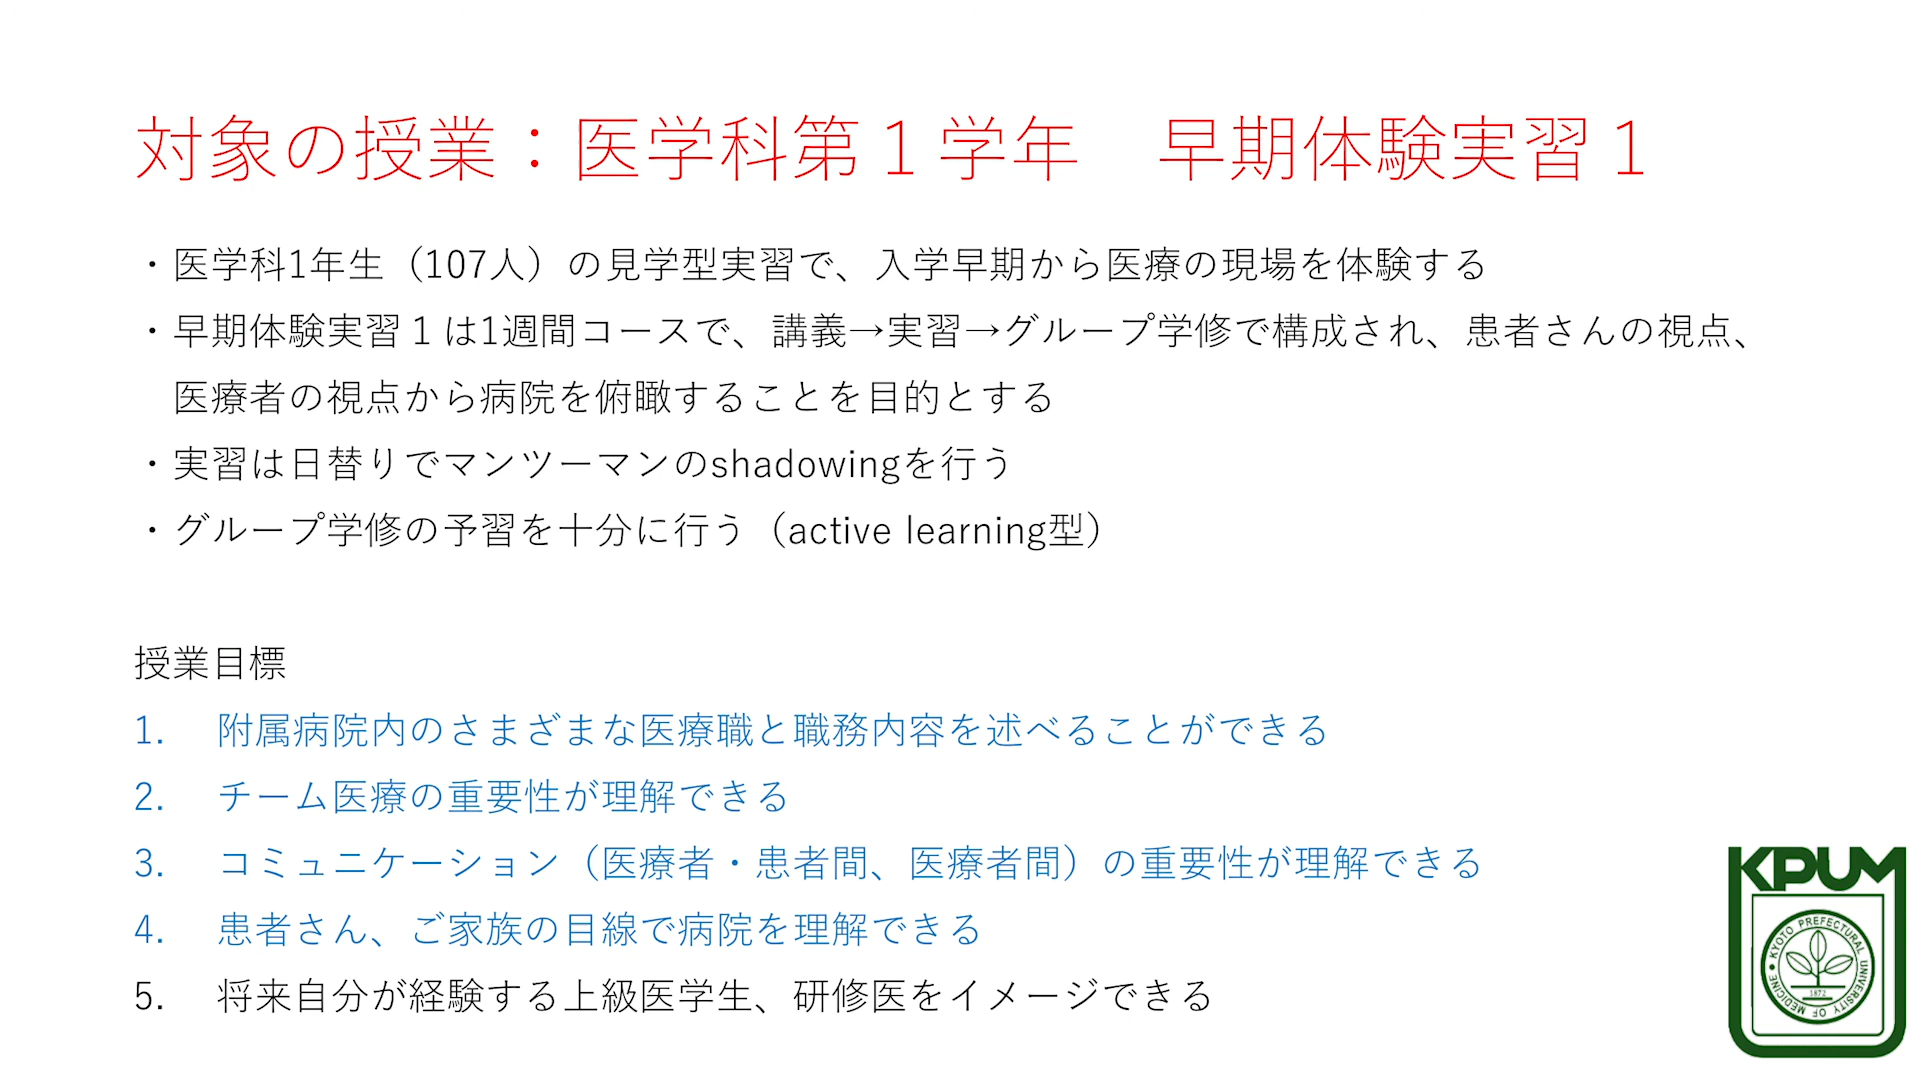 対象の授業：医学科第１学年　早期体験実習１
・医学科1年生（107人）の見学型実習で、入学早期から医療の現場を体験する
・早期体験実習１は1週間コースで、講義→実習→グループ学修で構成され、患者さんの視点、
医療者の視点から病院を俯瞰することを目的とする
・実習は日替りでマンツーマンのshadowingを行う
・グループ学修の予習を十分に行う（active learning型）
授業目標
1. 附属病院内のさまざまな医療職と職務内容を述べることができる
2. チーム医療の重要性が理解できる
3. コミュニケーション（医療者・患者間、医療者間）の重要性が理解できる
4. 患者さん、ご家族の目線で病院を理解できる
5. 将来自分が経験する上級医学生、研修医をイメージできる
KPUM
KYOTO PREFECTURAL UNIVERSITY OF MEDICINE
1872